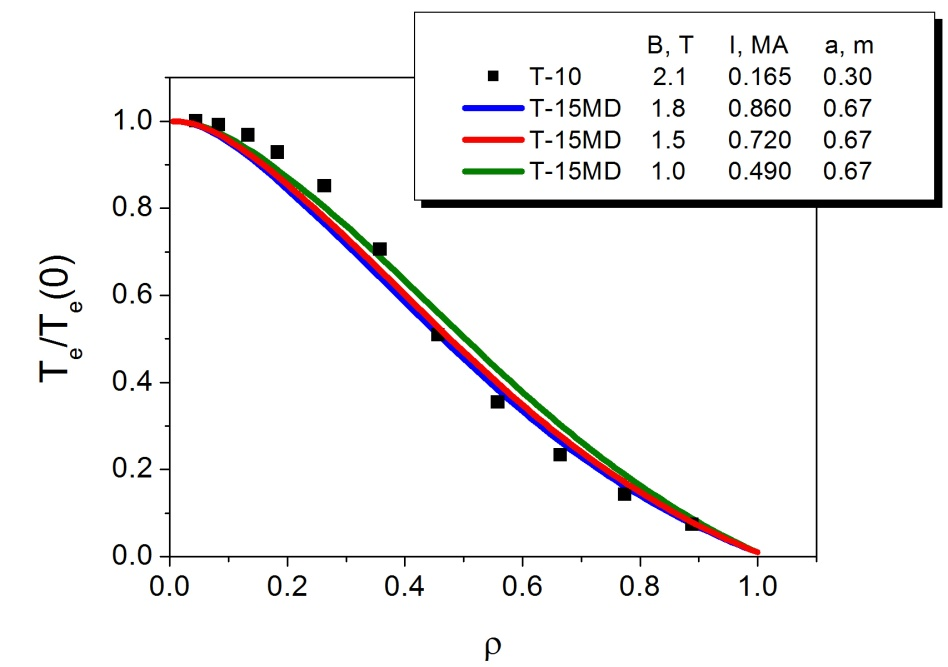 B, T I, MA a, m
T-10 2.1 0.165 0.30
T-15MD 1.8 0.860 0.67
T-15MD 1.5 0.720 0.67
T-15MD 1.0 0.490 0.67
1.0
0.8
0.6
0.4
0.2
0.0
Te/Te(0)
0.0 0.2 0.4 0.6 0.8 1.0
ρ